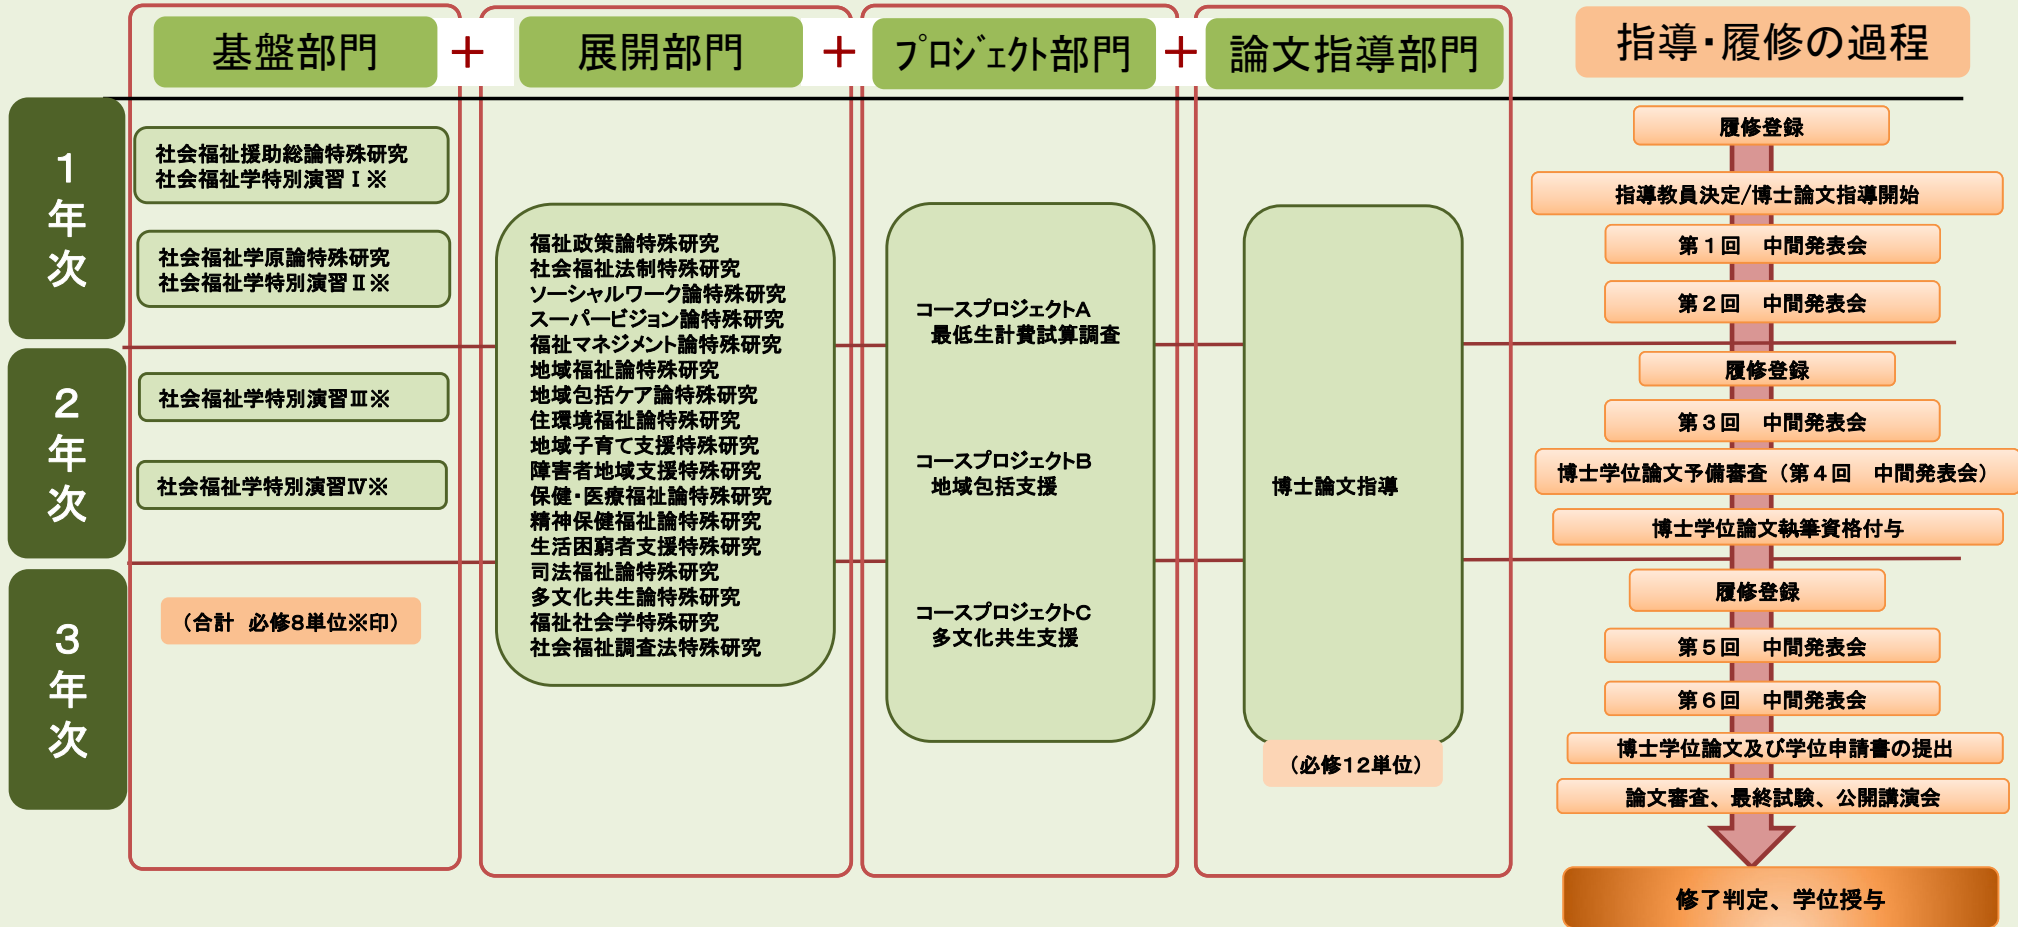 基盤部門
+
展開部門
+
プロジェクト部門
+
論文指導部門
指導・履修の過程
1年次
2年次
3年次
社会福祉援助総論特殊研究
社会福祉学特別演習Ⅰ※
社会福祉学原論特殊研究
社会福祉学特別演習Ⅱ※
社会福祉学特別演習Ⅲ※
社会福祉学特別演習Ⅳ※
（合計 必修8単位※印）
福祉政策論特殊研究
社会福祉法制特殊研究
ソーシャルワーク論特殊研究
スーパービジョン論特殊研究
福祉マネジメント論特殊研究
地域福祉論特殊研究
地域包括ケア論特殊研究
住環境福祉論特殊研究
地域子育て支援特殊研究
障害者地域支援特殊研究
保健・医療福祉論特殊研究
精神保健福祉論特殊研究
生活困窮者支援特殊研究
司法福祉論特殊研究
多文化共生論特殊研究
福祉社会学特殊研究
社会福祉調査法特殊研究
コースプロジェクトA
最低生計費試算調査
コースプロジェクトB
地域包括支援
コースプロジェクトC
多文化共生支援
博士論文指導
（必修12単位）
履修登録
指導教員決定/博士論文指導開始
第1回　中間発表会
第2回　中間発表会
履修登録
第3回　中間発表会
博士学位論文予備審査（第4回　中間発表会）
博士学位論文執筆資格付与
履修登録
第5回　中間発表会
第6回　中間発表会
博士学位論文及び学位申請書の提出
論文審査、最終試験、公開講演会
修了判定、学位授与